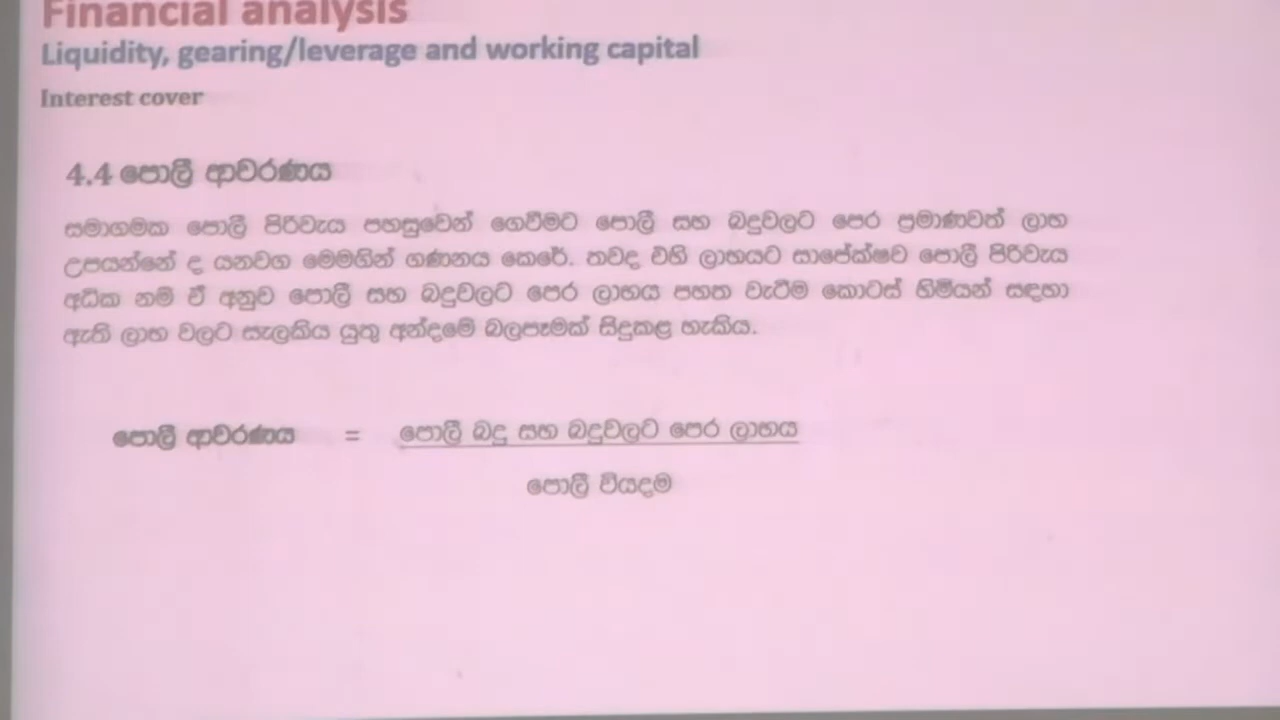 Financial analysis
Liquidity, gearing/leverage and working capital
Interest cover
4.4 පොලී ආවරණය
සමාගමක පොලී පිරිවැය පහසුවෙන් ගෙවීමට පොලී සහ බදුවලට පෙර ප්‍රමාණවත් ලාභ
උපයන්නේ ද යනවග මෙමගින් ගණනය කෙරේ. තවද එහි ලාභයට සාපේක්ෂව පොලී පිරිවැය
අධික නම් ඒ අනුව පොලී සහ බදුවලට පෙර ලාභය පහත වැටීම කොටස් හිමියන් සඳහා
ඇති ලාභ වලට සැලකිය යුතු අන්දමේ බලපෑමක් සිදුකළ හැකිය.
පොලී ආවරණය = පොලී බදු සහ බදුවලට පෙර ලාභය
පොලී වියදම